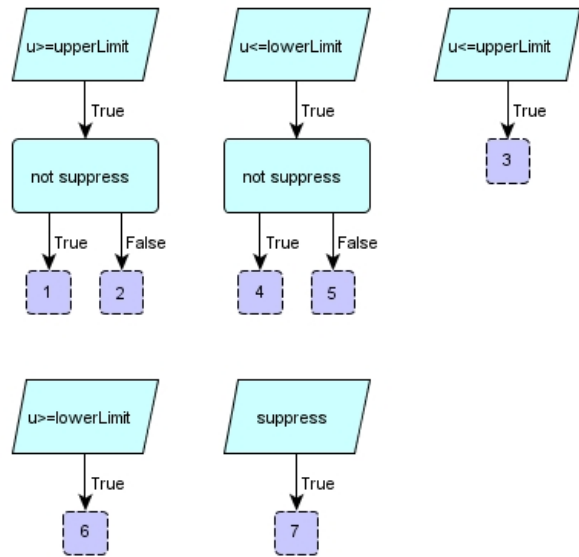 u>=upperLimit
u<=lowerLimit
u<=upperLimit
True
True
True
not suppress
not suppress
3
True
False
True
False
1
2
4
5
u>=lowerLimit
suppress
True
True
6
7